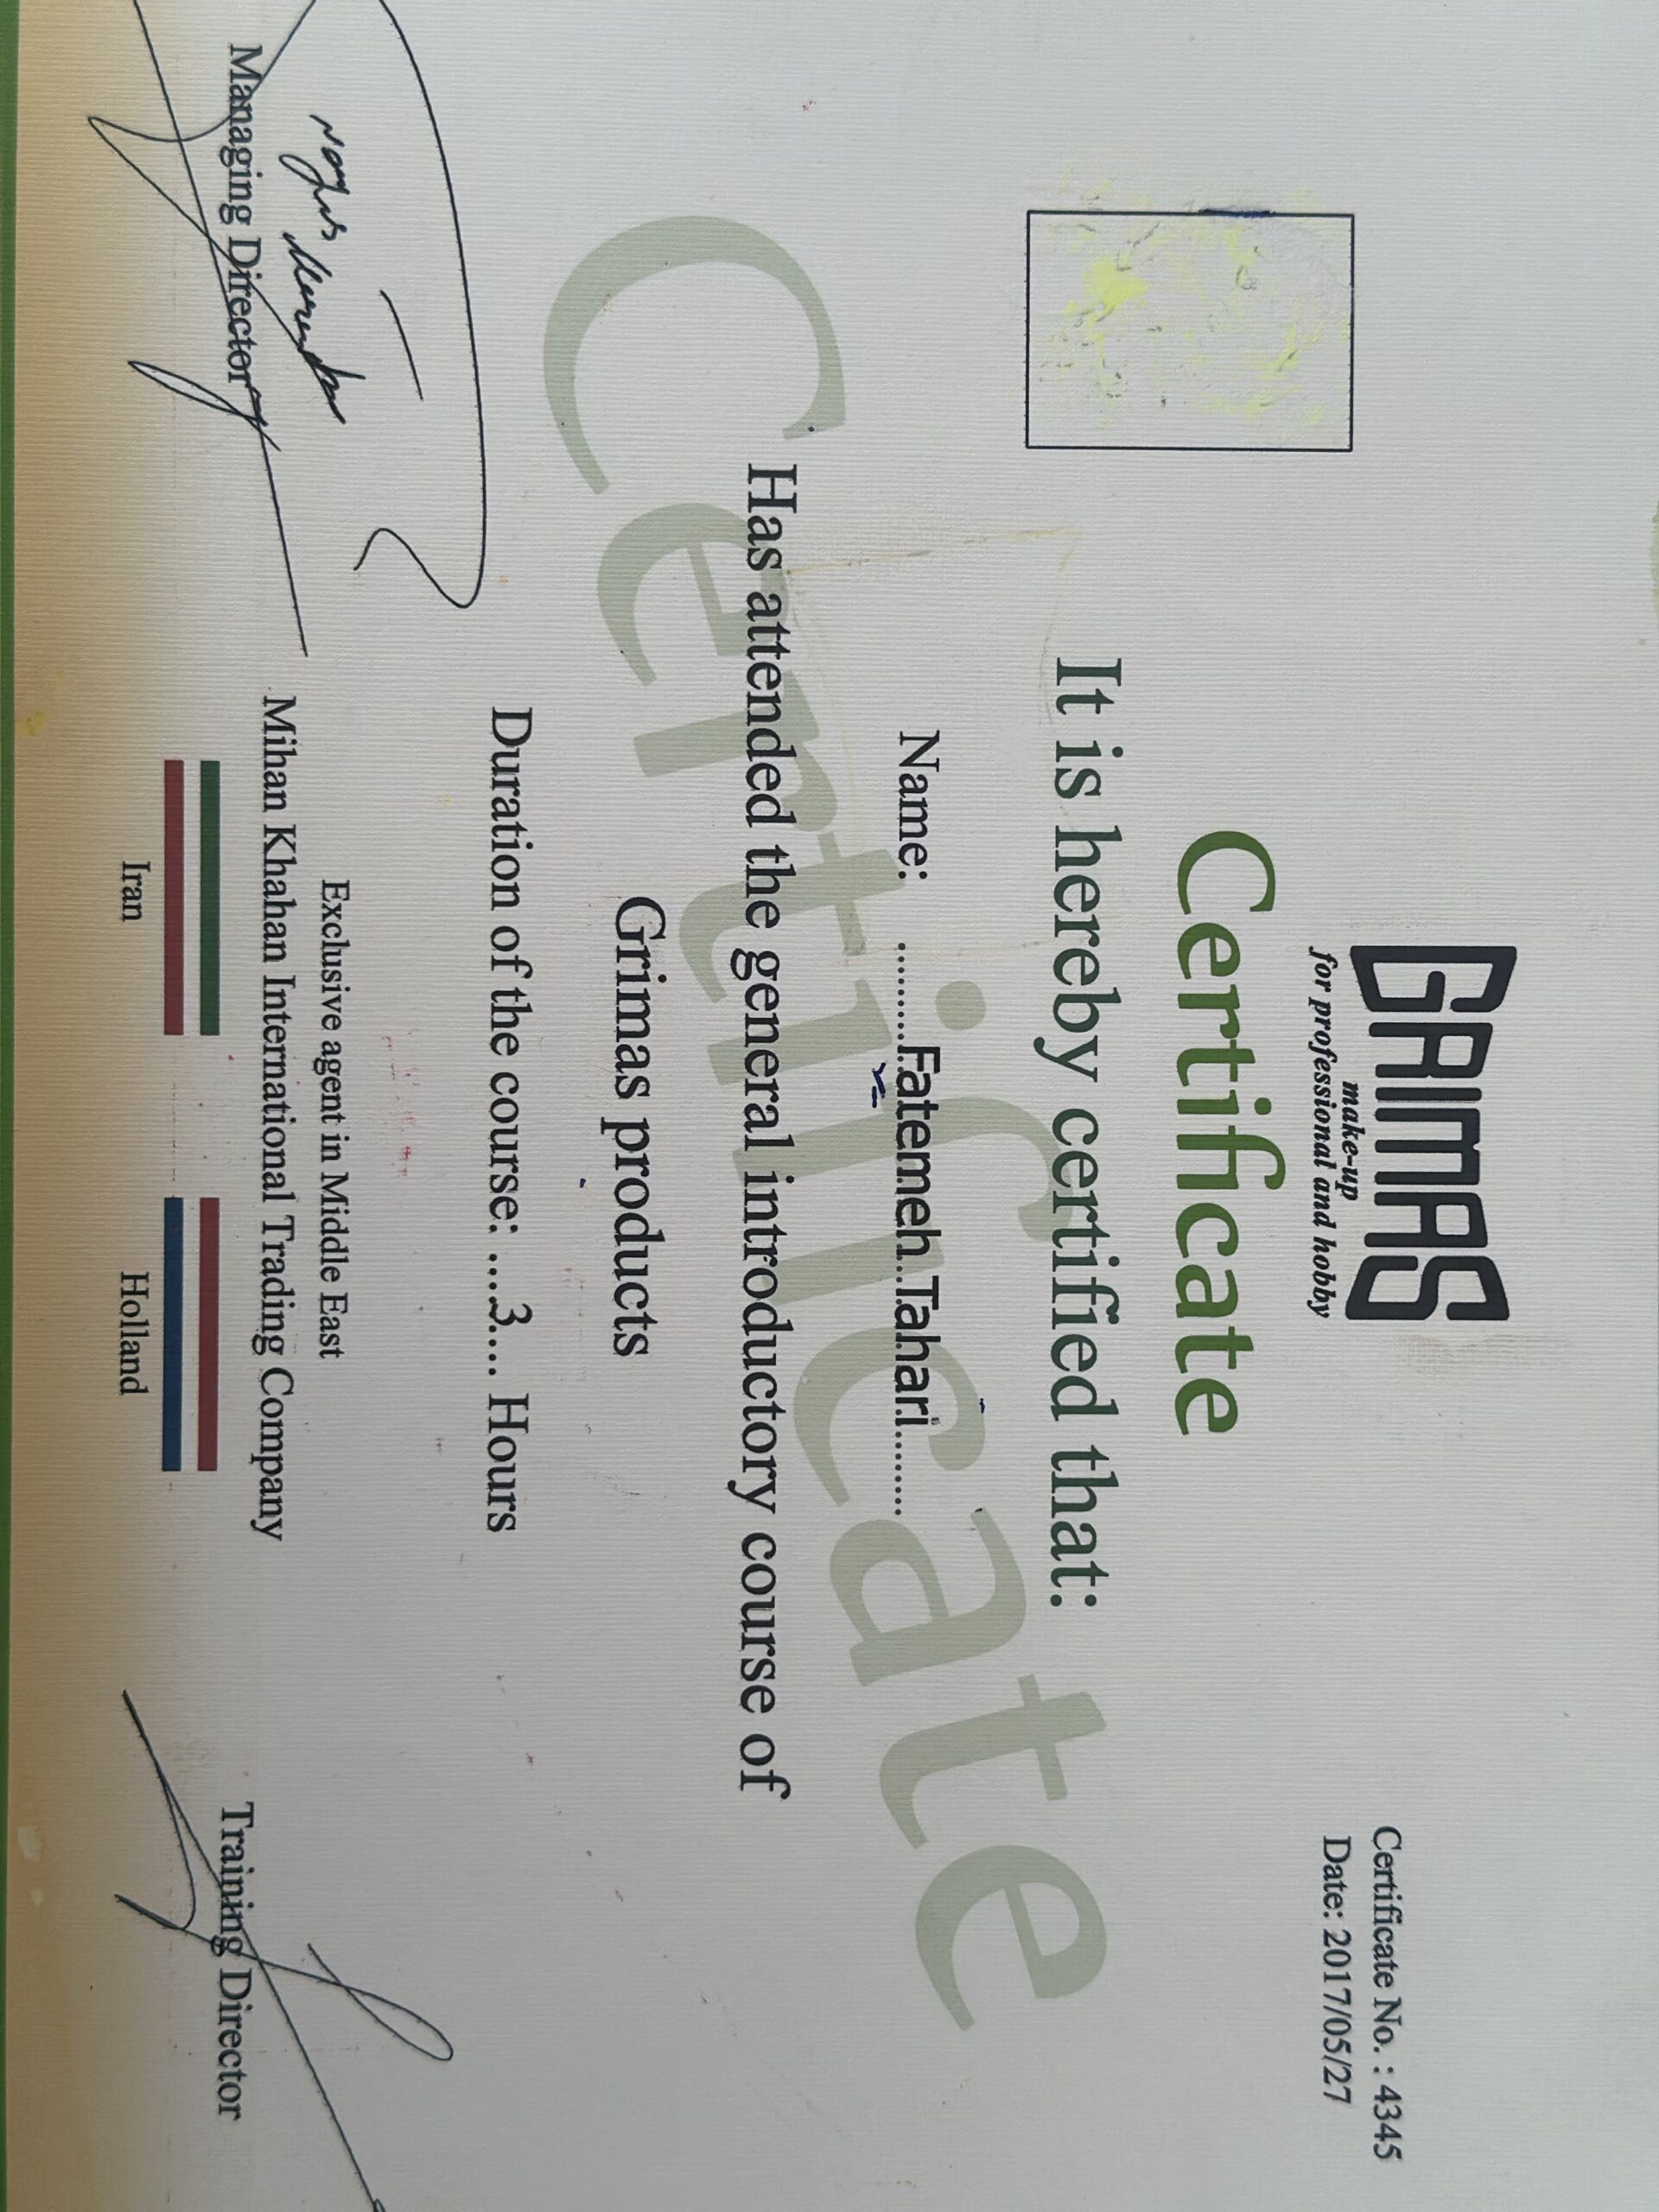 GRIMAS
make-up
for professional and hobby
Certificate No. : 4345
Date: 2017/05/27
Certificate
It is hereby certified that:
Name: .........Fatemeh..Tahari........
Has attended the general introductory course of
Grimas products
Duration of the course: ....3.... Hours
Certificate
Exclusive agent in Middle East
Mihan Khahan International Trading Company
Managing Director
Training Director
Iran
Holland